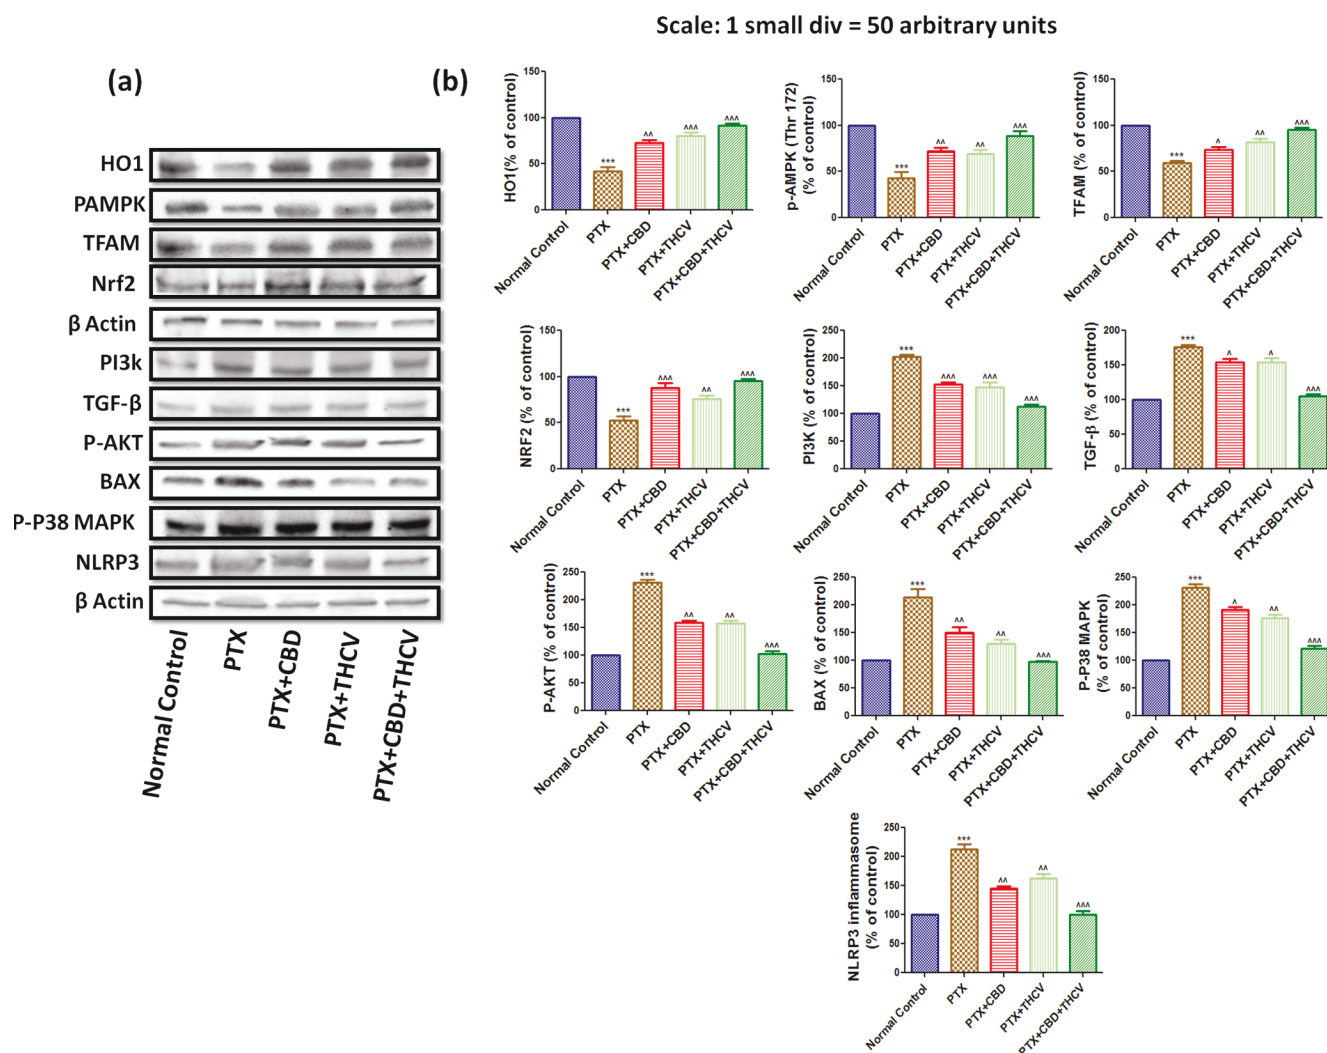 Scale: 1 small div = 50 arbitrary units
(a)
HO1
PAMPK
TFAM
Nrf2
β Actin
PI3k
TGF-β
P-AKT
BAX
P-P38 MAPK
NLRP3
β Actin
Normal Control
PTX
PTX+CBD
PTX+THCV
PTX+CBD+THCV
(b)
HO1(% of control)
150
100
50
0
***
^^
^^^
^^^
Normal Control
PTX
PTX+CBD
PTX+THCV
PTX+CBD+THCV
p-AMPK (Thr 172)
(% of control)
150
100
50
0
***
^^
^^
^^^
Normal Control
PTX
PTX+CBD
PTX+THCV
PTX+CBD+THCV
TFAM (% of control)
150
100
50
0
***
^
^^
^^^
Normal Control
PTX
PTX+CBD
PTX+THCV
PTX+CBD+THCV
NRF2 (% of control)
150
100
50
0
***
^^^
^^
^^^
Normal Control
PTX
PTX+CBD
PTX+THCV
PTX+CBD+THCV
PI3K (% of control)
250
200
150
100
50
0
***
^^^
^^^
^^^
Normal Control
PTX
PTX+CBD
PTX+THCV
PTX+CBD+THCV
TGF-β (% of control)
200
150
100
50
0
***
^
^
^^^
Normal Control
PTX
PTX+CBD
PTX+THCV
PTX+CBD+THCV
P-AKT (% of control)
250
200
150
100
50
0
***
^^
^^
^^^
Normal Control
PTX
PTX+CBD
PTX+THCV
PTX+CBD+THCV
BAX (% of control)
250
200
150
100
50
0
***
^^
^^
^^^
Normal Control
PTX
PTX+CBD
PTX+THCV
PTX+CBD+THCV
P-P38 MAPK
(% of control)
250
200
150
100
50
0
***
^
^^
^^^
Normal Control
PTX
PTX+CBD
PTX+THCV
PTX+CBD+THCV
NLRP3 inflammasome
(% of control)
250
200
150
100
50
0
***
^^
^^
^^^
Normal Control
PTX
PTX+CBD
PTX+THCV
PTX+CBD+THCV